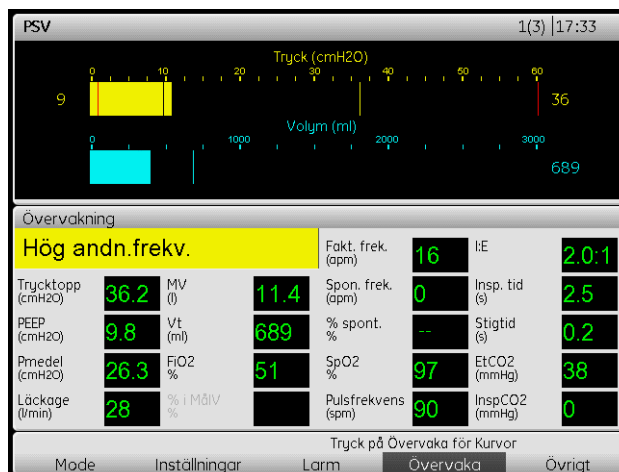 PSV 1(3) 17:33
Tryck (cmH2O)
0 10 20 30 40 50 60
9 36
Volym (ml)
0 1000 2000 3000
689
Övervakning
Hög andn.frekv.
Fakt. frek. (apm) 16
I:E 2.0:1
Trycktopp (cmH2O) 36.2
MV (l) 11.4
Spon. frek. (apm) 0
Insp. tid (s) 2.5
PEEP (cmH2O) 9.8
Vt (ml) 689
% spont. % --
Stigtid (s) 0.2
Pmedel (cmH2O) 26.3
FiO2 % 51
SpO2 % 97
EtCO2 (mmHg) 38
Läckage (l/min) 28
% i MålV %
Pulsfrekvens (spm) 90
InspCO2 (mmHg) 0
Tryck på Övervaka för Kurvor
Mode Inställningar Larm Övervaka Övrigt